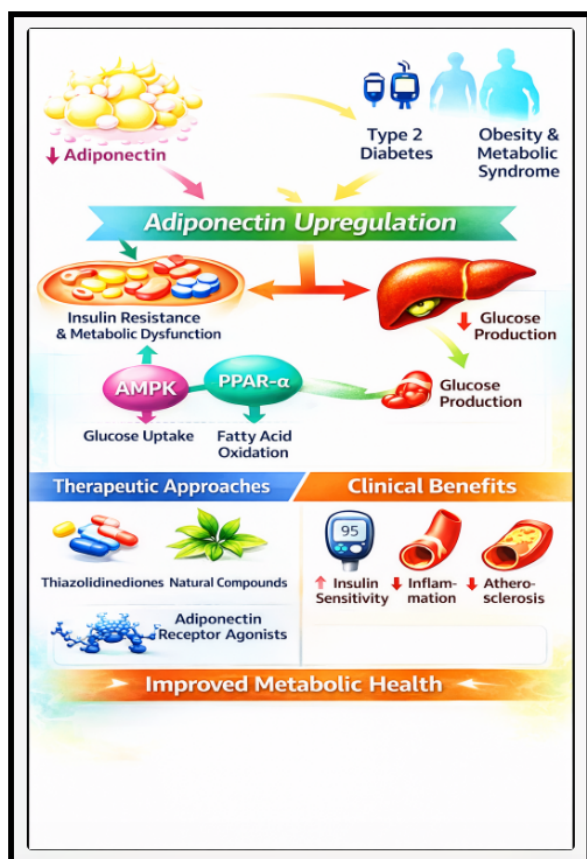 ↓ Adiponectin
Type 2
Diabetes
Obesity &
Metabolic
Syndrome
Adiponectin Upregulation
Insulin Resistance
& Metabolic Dysfunction
↓ Glucose
Production
AMPK
PPAR-α
Glucose
Production
Glucose Uptake
Fatty Acid
Oxidation
Therapeutic Approaches
Clinical Benefits
95
Thiazolidinediones
Natural Compounds
↑ Insulin
Sensitivity
↓ Inflam-
mation
↓ Athero-
sclerosis
Adiponectin
Receptor Agonists
Improved Metabolic Health